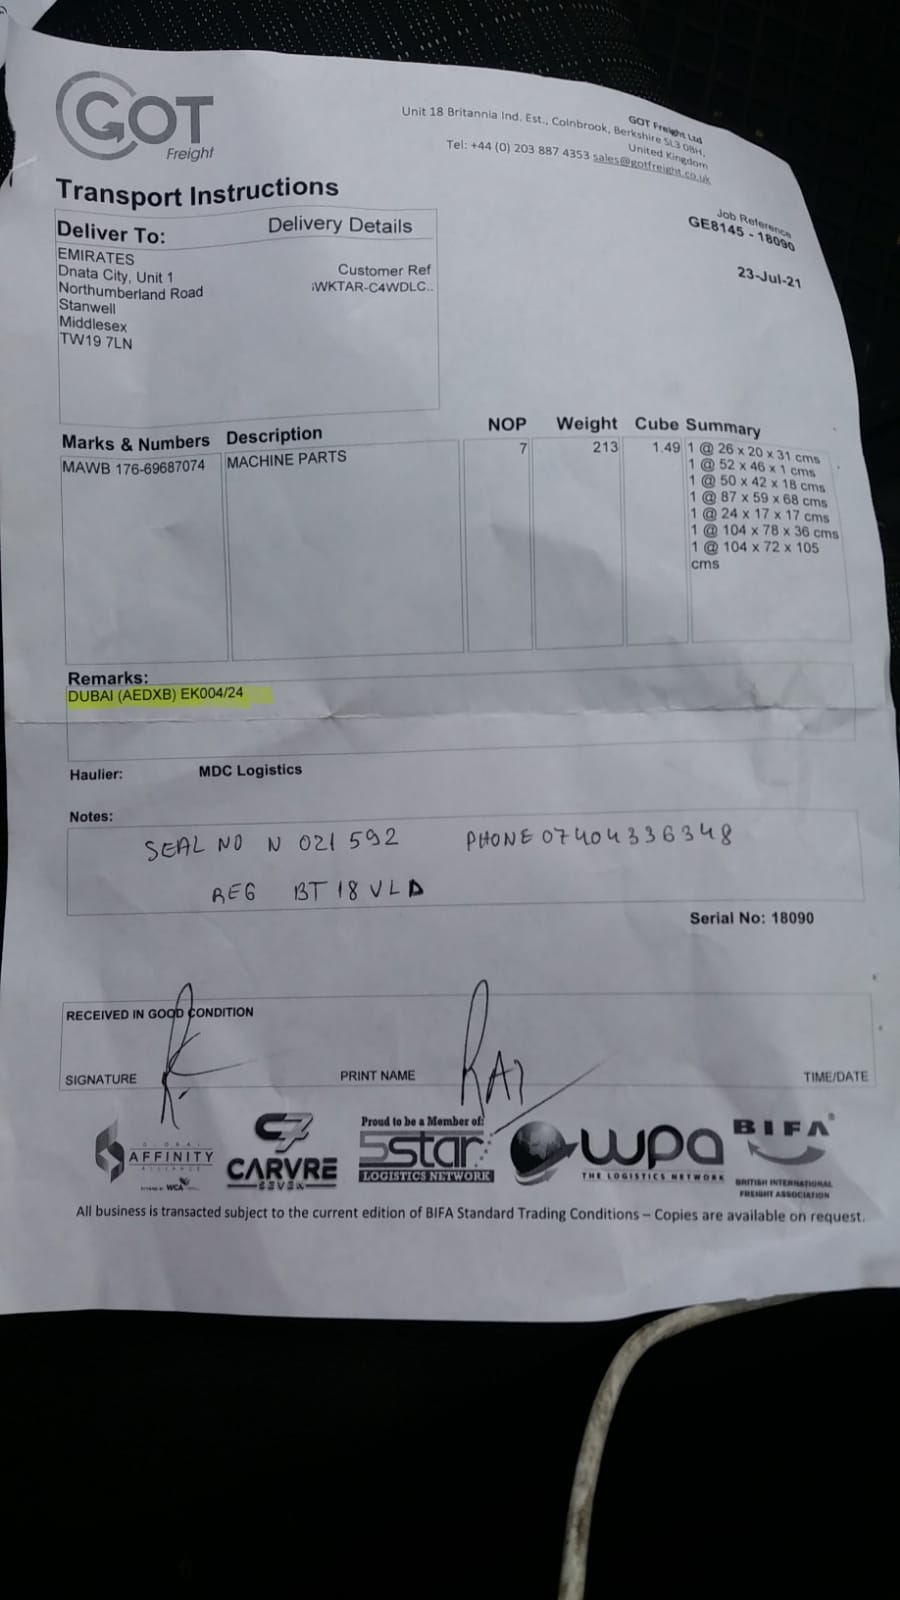 GOT
Freight
GOT Freight Ltd
Unit 18 Britannia Ind. Est., Colnbrook, Berkshire SL3 0BH,
United Kingdom
Tel: +44 (0) 203 887 4353 sales@gotfreight.co.uk
Transport Instructions
Job Reference
GE8145 - 18090
23-Jul-21
Deliver To:
Delivery Details
EMIRATES
Dnata City, Unit 1
Northumberland Road
Stanwell
Middlesex
TW19 7LN
Customer Ref
WKTAR-C4WDLC..
Marks & Numbers Description NOP Weight Cube Summary
MAWB 176-69687074 MACHINE PARTS 7 213 1.49 1 @ 26 x 20 x 31 cms
1 @ 52 x 46 x 1 cms
1 @ 50 x 42 x 18 cms
1 @ 87 x 59 x 68 cms
1 @ 24 x 17 x 17 cms
1 @ 104 x 78 x 36 cms
1 @ 104 x 72 x 105
cms
Remarks:
DUBAI (AEDXB) EK004/24
Haulier: MDC Logistics
Notes:
SEAL NO N 021592 PHONE 07404336348
REG BT18VLD
Serial No: 18090
RECEIVED IN GOOD CONDITION
SIGNATURE PRINT NAME RAJ TIME/DATE
GLOBAL
AFFINITY
ALLIANCE
WCA
C7
CARVRE
SEVEN
Proud to be a Member of:
5star
LOGISTICS NETWORK
wpa
THE LOGISTICS NETWORK
BIFA
BRITISH INTERNATIONAL
FREIGHT ASSOCIATION
All business is transacted subject to the current edition of BIFA Standard Trading Conditions – Copies are available on request.